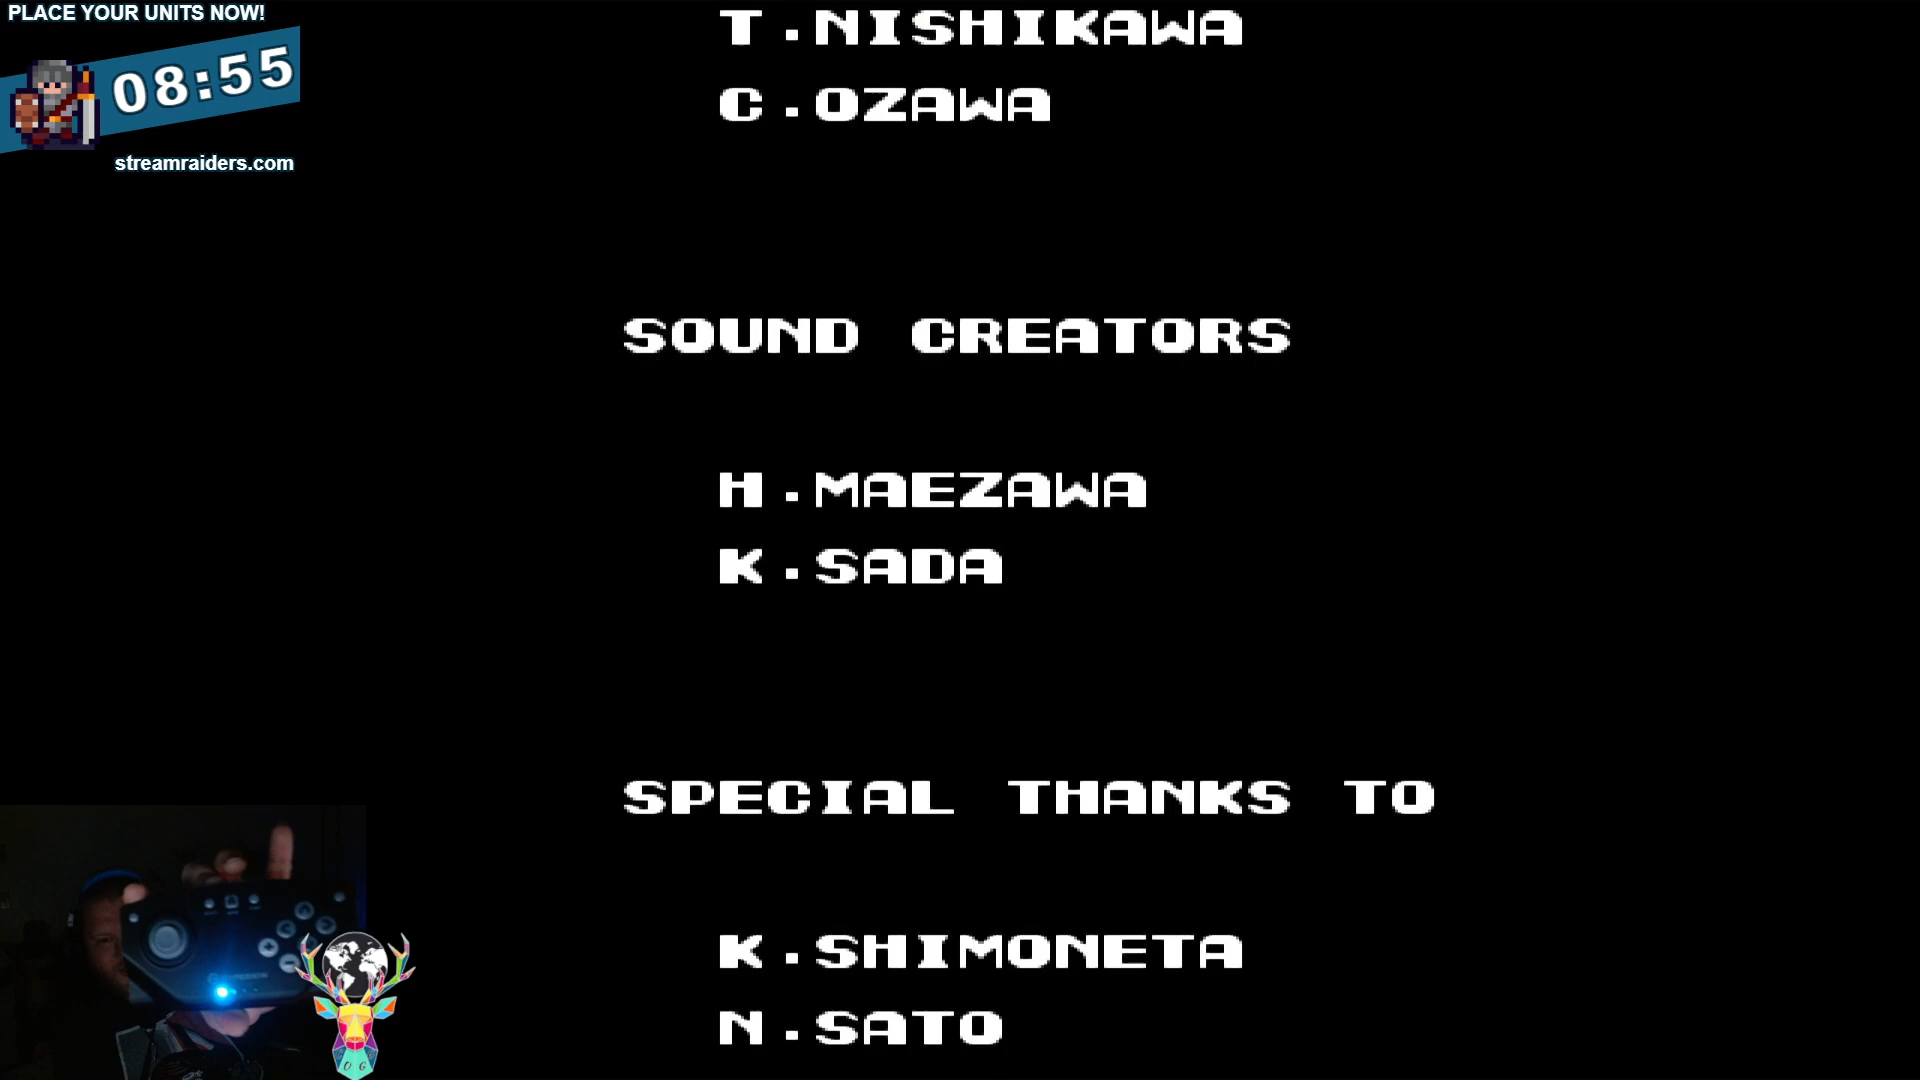 PLACE YOUR UNITS NOW!
08:55
streamraiders.com
T.NISHIKAWA
C.OZAWA
SOUND CREATORS
H.MAEZAWA
K.SADA
SPECIAL THANKS TO
K.SHIMONETA
N.SATO
O G